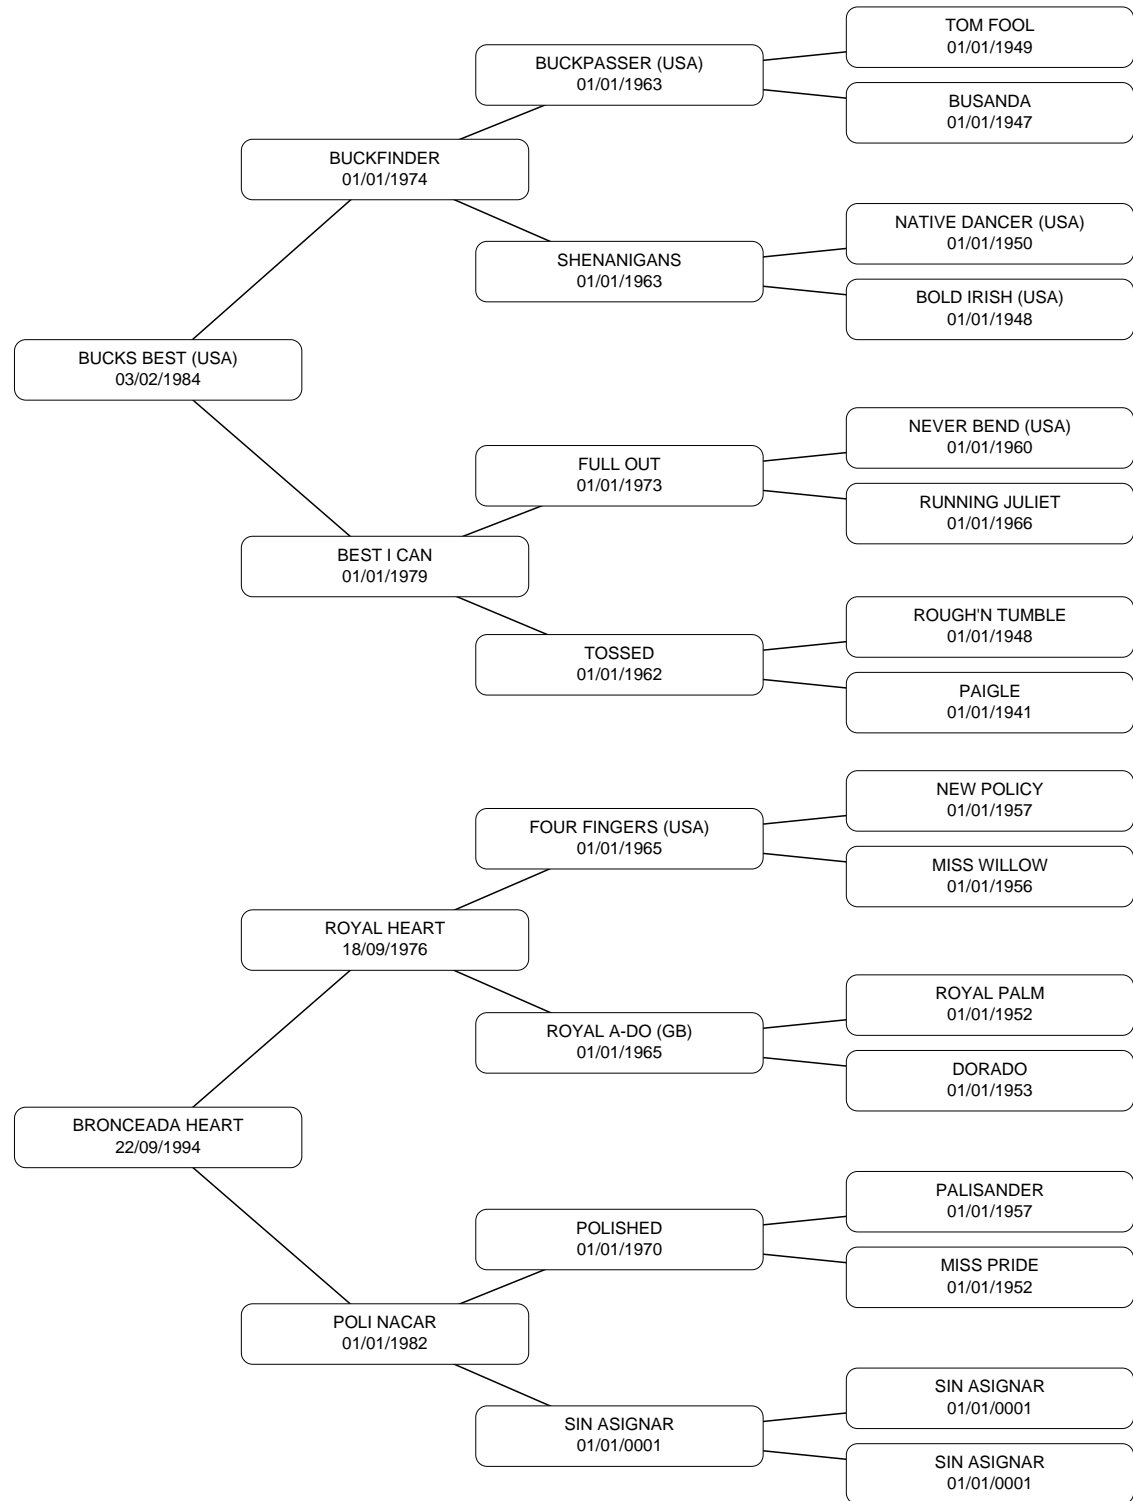 TOM FOOL
01/01/1949
BUCKPASSER (USA)
01/01/1963
BUSANDA
01/01/1947
BUCKFINDER
01/01/1974
NATIVE DANCER (USA)
01/01/1950
SHENANIGANS
01/01/1963
BOLD IRISH (USA)
01/01/1948
BUCKS BEST (USA)
03/02/1984
NEVER BEND (USA)
01/01/1960
FULL OUT
01/01/1973
RUNNING JULIET
01/01/1966
BEST I CAN
01/01/1979
ROUGH'N TUMBLE
01/01/1948
TOSSED
01/01/1962
PAIGLE
01/01/1941
NEW POLICY
01/01/1957
FOUR FINGERS (USA)
01/01/1965
MISS WILLOW
01/01/1956
ROYAL HEART
18/09/1976
ROYAL PALM
01/01/1952
ROYAL A-DO (GB)
01/01/1965
DORADO
01/01/1953
BRONCEADA HEART
22/09/1994
PALISANDER
01/01/1957
POLISHED
01/01/1970
MISS PRIDE
01/01/1952
POLI NACAR
01/01/1982
SIN ASIGNAR
01/01/0001
SIN ASIGNAR
01/01/0001
SIN ASIGNAR
01/01/0001